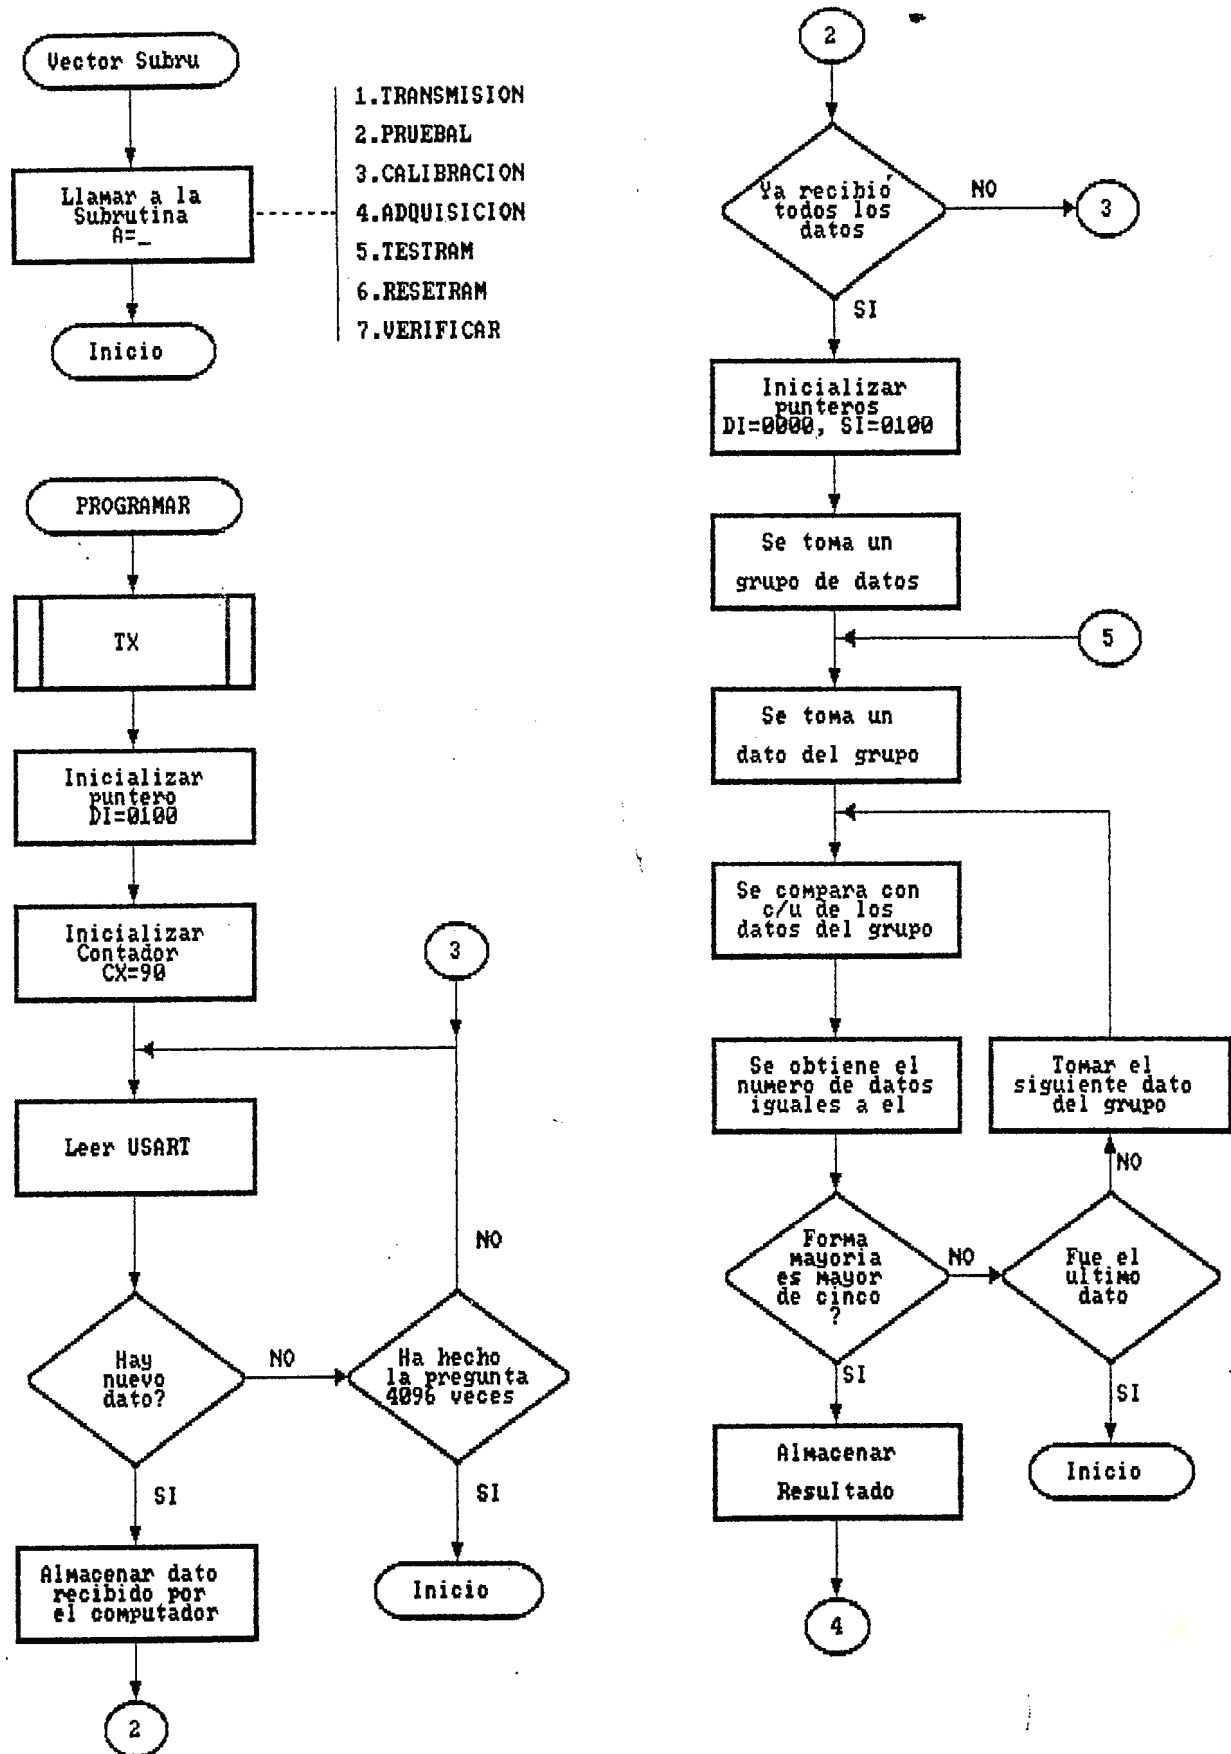 Vector Subru
Llamar a la
Subrutina
A=_
Inicio
1.TRANSMISION
2.PRUEBAL
3.CALIBRACION
4.ADQUISICION
5.TESTRAM
6.RESETRAM
7.VERIFICAR
PROGRAMAR
TX
Inicializar
puntero
DI=0100
Inicializar
Contador
CX=90
3
Leer USART
Hay
nuevo
dato?
NO
Ha hecho
la pregunta
4096 veces
NO
SI
SI
Almacenar dato
recibido por
el computador
Inicio
2
2
Ya recibió
todos los
datos
NO
3
SI
Inicializar
punteros
DI=0000, SI=0100
Se toma un
grupo de datos
5
Se toma un
dato del grupo
Se compara con
c/u de los
datos del grupo
Se obtiene el
numero de datos
iguales a el
Tomar el
siguiente dato
del grupo
NO
Forma
mayoria
es mayor
de cinco
?
NO
Fue el
ultimo
dato
SI
SI
Almacenar
Resultado
Inicio
4